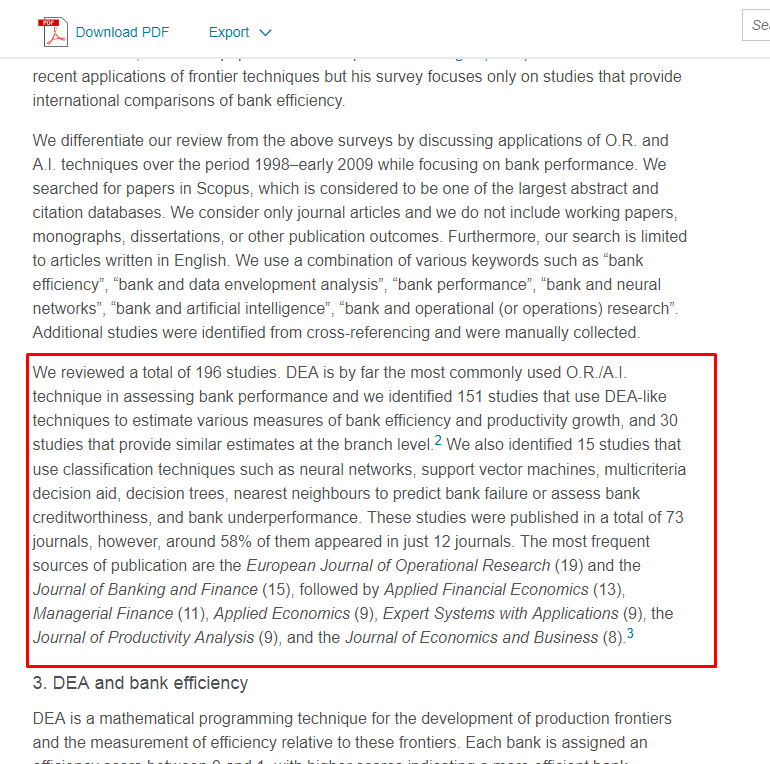 PDF
Download PDF
Export
Se
recent applications of frontier techniques but his survey focuses only on studies that provide
international comparisons of bank efficiency.
We differentiate our review from the above surveys by discussing applications of O.R. and
A.I. techniques over the period 1998–early 2009 while focusing on bank performance. We
searched for papers in Scopus, which is considered to be one of the largest abstract and
citation databases. We consider only journal articles and we do not include working papers,
monographs, dissertations, or other publication outcomes. Furthermore, our search is limited
to articles written in English. We use a combination of various keywords such as “bank
efficiency”, “bank and data envelopment analysis”, “bank performance”, “bank and neural
networks”, “bank and artificial intelligence”, “bank and operational (or operations) research”.
Additional studies were identified from cross-referencing and were manually collected.
We reviewed a total of 196 studies. DEA is by far the most commonly used O.R./A.I.
technique in assessing bank performance and we identified 151 studies that use DEA-like
techniques to estimate various measures of bank efficiency and productivity growth, and 30
studies that provide similar estimates at the branch level.2 We also identified 15 studies that
use classification techniques such as neural networks, support vector machines, multicriteria
decision aid, decision trees, nearest neighbours to predict bank failure or assess bank
creditworthiness, and bank underperformance. These studies were published in a total of 73
journals, however, around 58% of them appeared in just 12 journals. The most frequent
sources of publication are the European Journal of Operational Research (19) and the
Journal of Banking and Finance (15), followed by Applied Financial Economics (13),
Managerial Finance (11), Applied Economics (9), Expert Systems with Applications (9), the
Journal of Productivity Analysis (9), and the Journal of Economics and Business (8).3
3. DEA and bank efficiency
DEA is a mathematical programming technique for the development of production frontiers
and the measurement of efficiency relative to these frontiers. Each bank is assigned an
efficiency score between 0 and 1, with higher scores indicating a more efficient bank